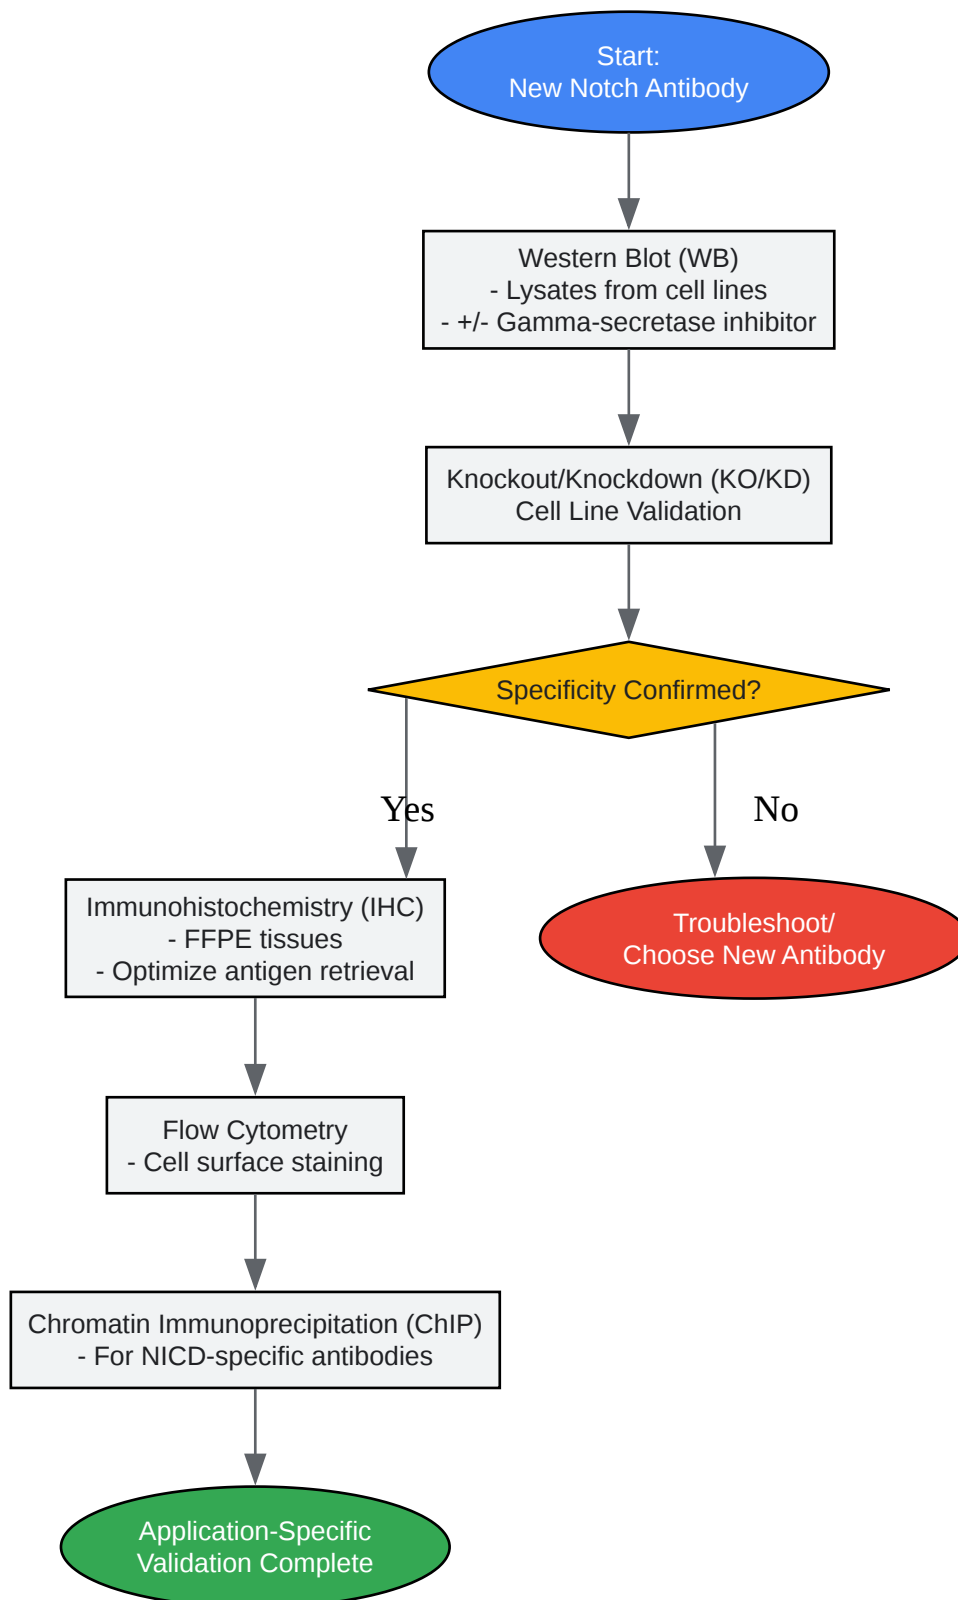 Start:
New Notch Antibody
Western Blot (WB)
- Lysates from cell lines
- +/- Gamma-secretase inhibitor
Knockout/Knockdown (KO/KD)
Cell Line Validation
Specificity Confirmed?
Yes
No
Immunohistochemistry (IHC)
- FFPE tissues
- Optimize antigen retrieval
Troubleshoot/
Choose New Antibody
Flow Cytometry
- Cell surface staining
Chromatin Immunoprecipitation (ChIP)
- For NICD-specific antibodies
Application-Specific
Validation Complete